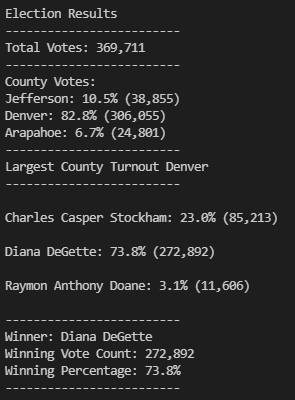 Election Results
-------------------------
Total Votes: 369,711
-------------------------
County Votes:
Jefferson: 10.5% (38,855)
Denver: 82.8% (306,055)
Arapahoe: 6.7% (24,801)
-------------------------
Largest County Turnout Denver
-------------------------
Charles Casper Stockham: 23.0% (85,213)
Diana DeGette: 73.8% (272,892)
Raymon Anthony Doane: 3.1% (11,606)
-------------------------
Winner: Diana DeGette
Winning Vote Count: 272,892
Winning Percentage: 73.8%
-------------------------